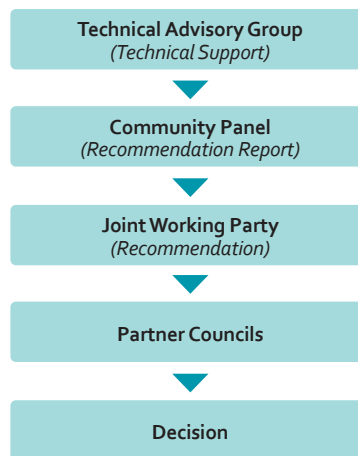 Technical Advisory Group
(Technical Support)
Community Panel
(Recommendation Report)
Joint Working Party
(Recommendation)
Partner Councils
Decision